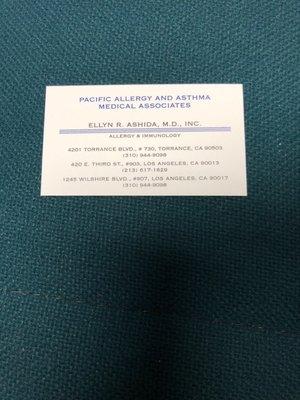 PACIFIC ALLERGY AND ASTHMA
MEDICAL ASSOCIATES
ELLYN R. ASHIDA, M.D., INC.
ALLERGY & IMMUNOLOGY
4201 TORRANCE BLVD., # 730, TORRANCE, CA 90503
(310) 944-9098
420 E. THIRD ST., #903, LOS ANGELES, CA 90013
(213) 617-1629
1245 WILSHIRE BLVD., #907, LOS ANGELES, CA 90017
(310) 944-9098